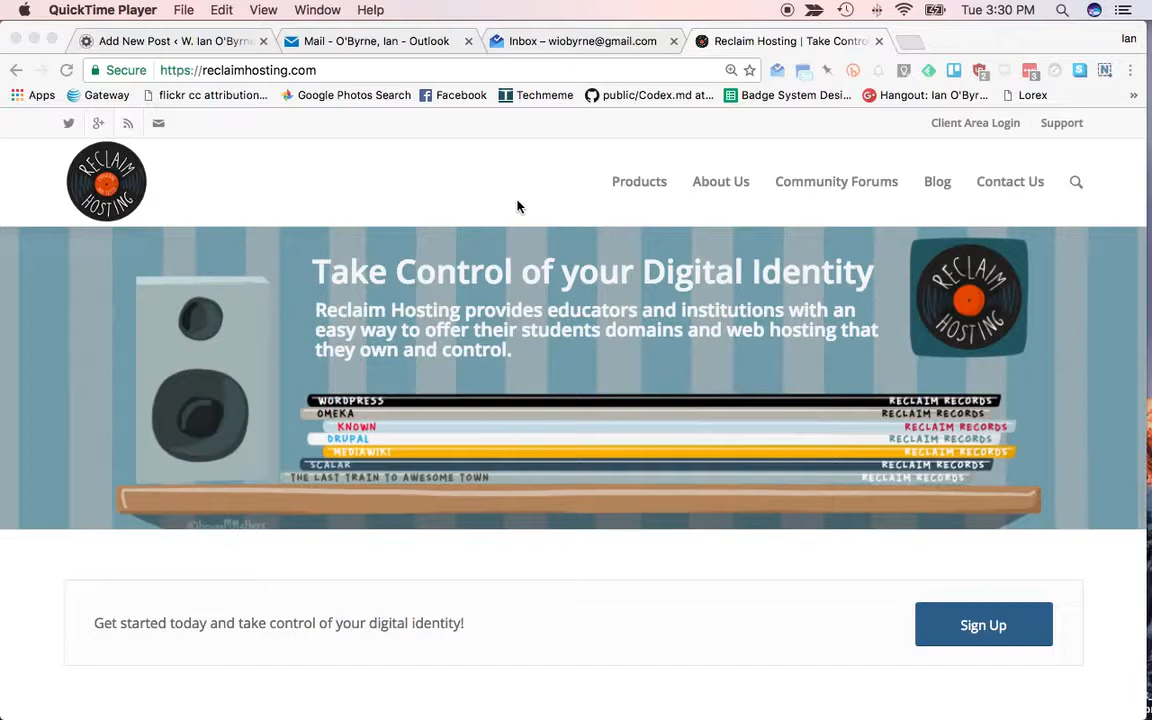 QuickTime Player File Edit View Window Help Tue 3:30 PM
Add New Post ‹ W. Ian O'Byrne Mail - O'Byrne, Ian - Outlook Inbox – wiobyrne@gmail.com Reclaim Hosting | Take Contro Ian
Secure https://reclaimhosting.com
Apps Gateway flickr cc attribution... Google Photos Search Facebook Techmeme public/Codex.md at... Badge System Desi... Hangout: Ian O'Byr... Lorex »
Client Area Login Support
RECLAIM HOSTING
Products About Us Community Forums Blog Contact Us
Take Control of your Digital Identity
Reclaim Hosting provides educators and institutions with an
easy way to offer their students domains and web hosting that
they own and control.
RECLAIM HOSTING
WORDPRESS RECLAIM RECORDS
OMEKA RECLAIM RECORDS
KNOWN RECLAIM RECORDS
DRUPAL RECLAIM RECORDS
MEDIAWIKI RECLAIM RECORDS
SCALAR RECLAIM RECORDS
THE LAST TRAIN TO AWESOME TOWN RECLAIM RECORDS
Get started today and take control of your digital identity!
Sign Up